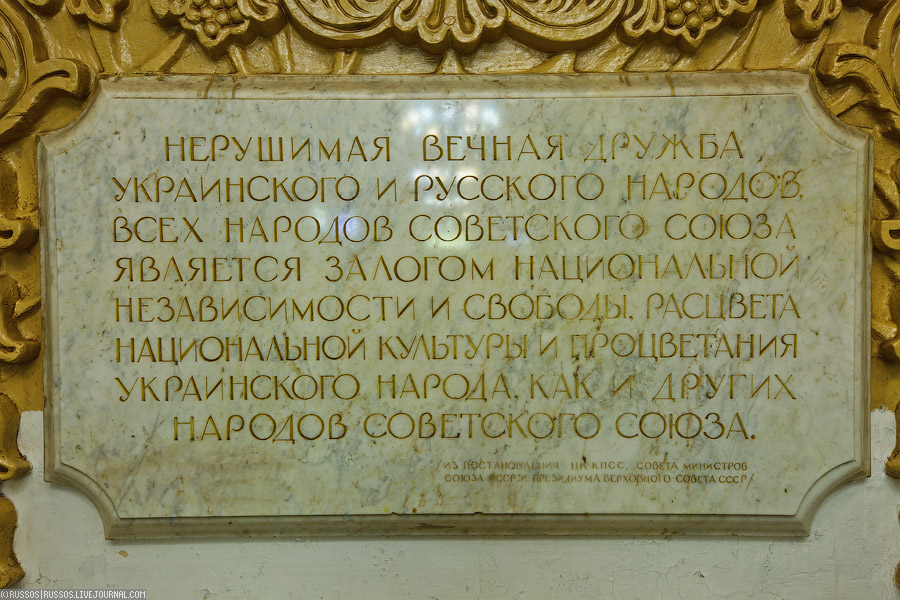 НЕРУШИМАЯ ВЕЧНАЯ ДРУЖБА
УКРАИНСКОГО И РУССКОГО НАРОДОВ,
ВСЕХ НАРОДОВ СОВЕТСКОГО СОЮЗА
ЯВЛЯЕТСЯ ЗАЛОГОМ НАЦИОНАЛЬНОЙ
НЕЗАВИСИМОСТИ И СВОБОДЫ, РАСЦВЕТА
НАЦИОНАЛЬНОЙ КУЛЬТУРЫ И ПРОЦВЕТАНИЯ
УКРАИНСКОГО НАРОДА, КАК И ДРУГИХ
НАРОДОВ СОВЕТСКОГО СОЮЗА.
/ИЗ ПОСТАНОВЛЕНИЯ ЦК КПСС, СОВЕТА МИНИСТРОВ
СОЮЗА ССР И ПРЕЗИДИУМА ВЕРХОВНОГО СОВЕТА СССР/
©RUSSOS|RUSSOS.LIVEJOURNAL.COM